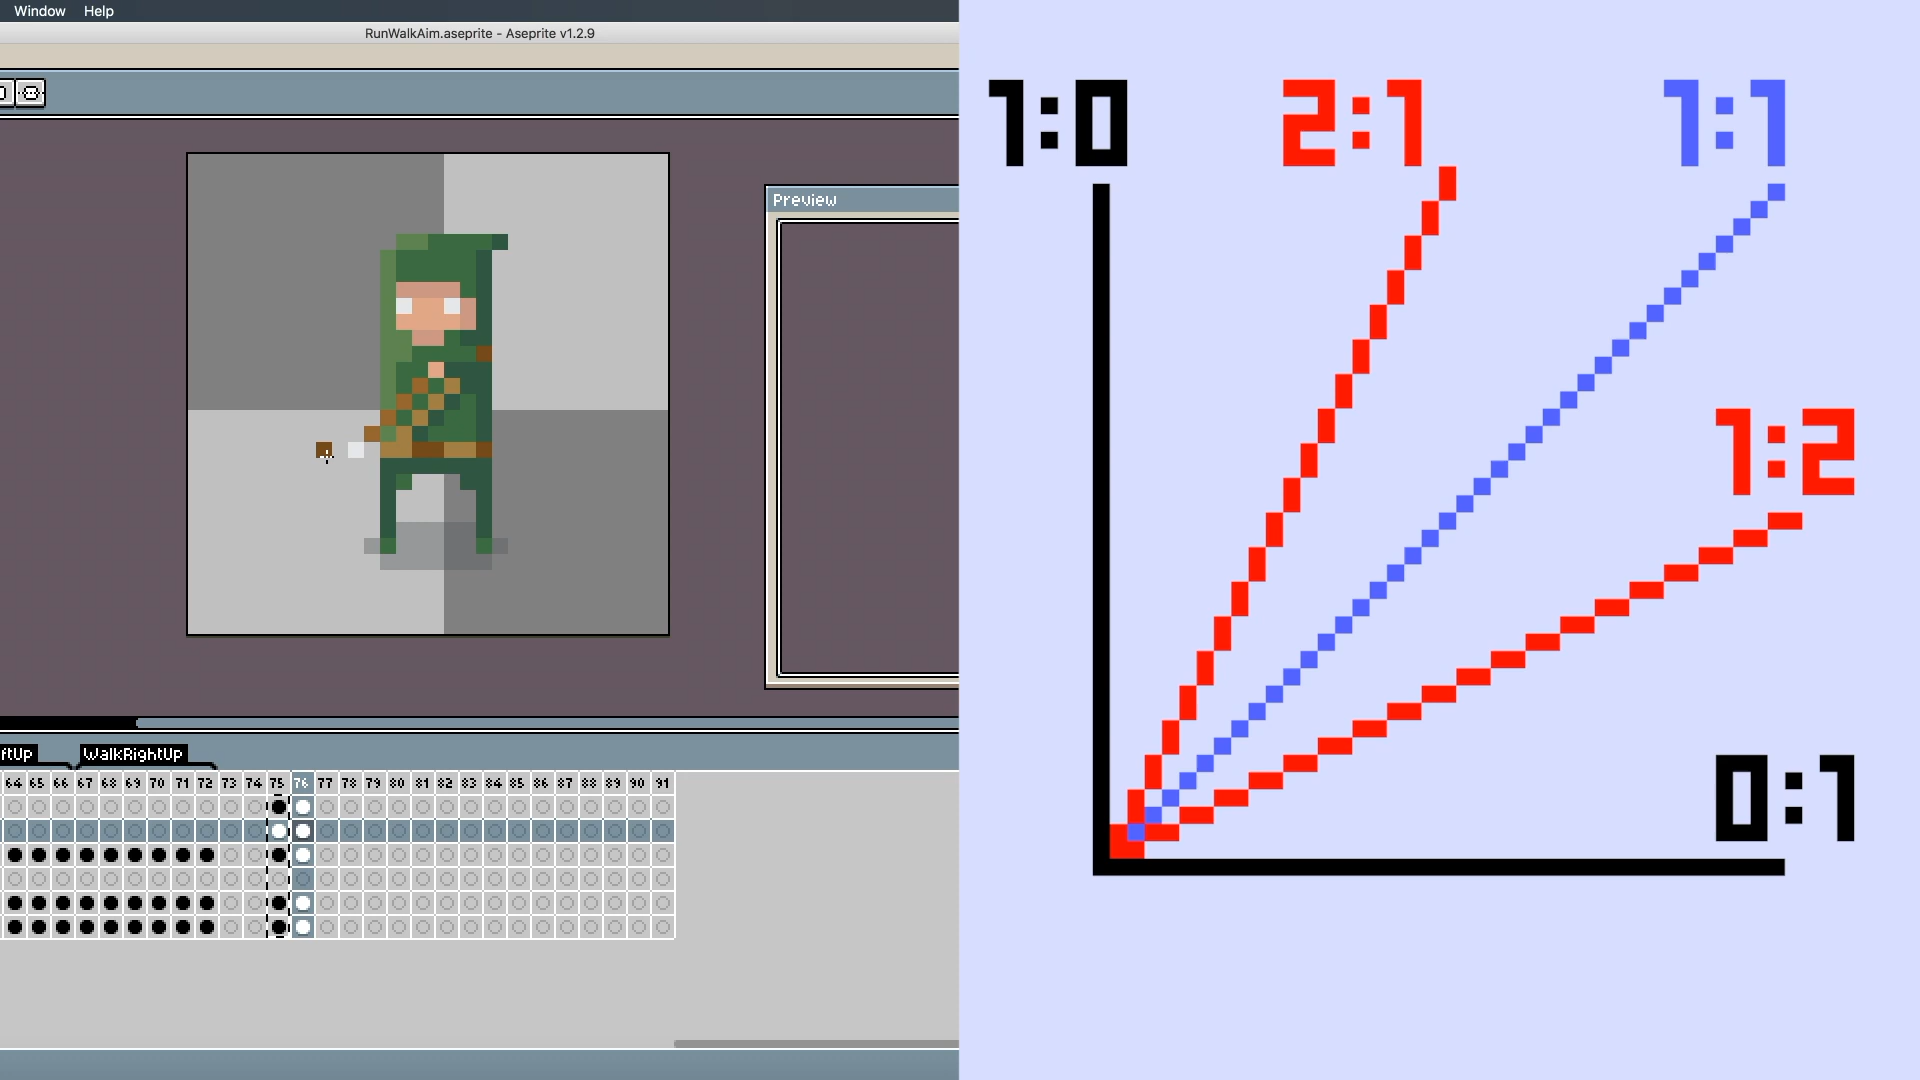 Window Help
RunWalkAim.aseprite - Aseprite v1.2.9
1:0 2:1 1:1
Preview
1:2
ftUp WalkRightUp
0:1
64 65 66 67 68 69 70 71 72 73 74 75 76 77 78 79 80 81 82 83 84 85 86 87 88 89 90 91